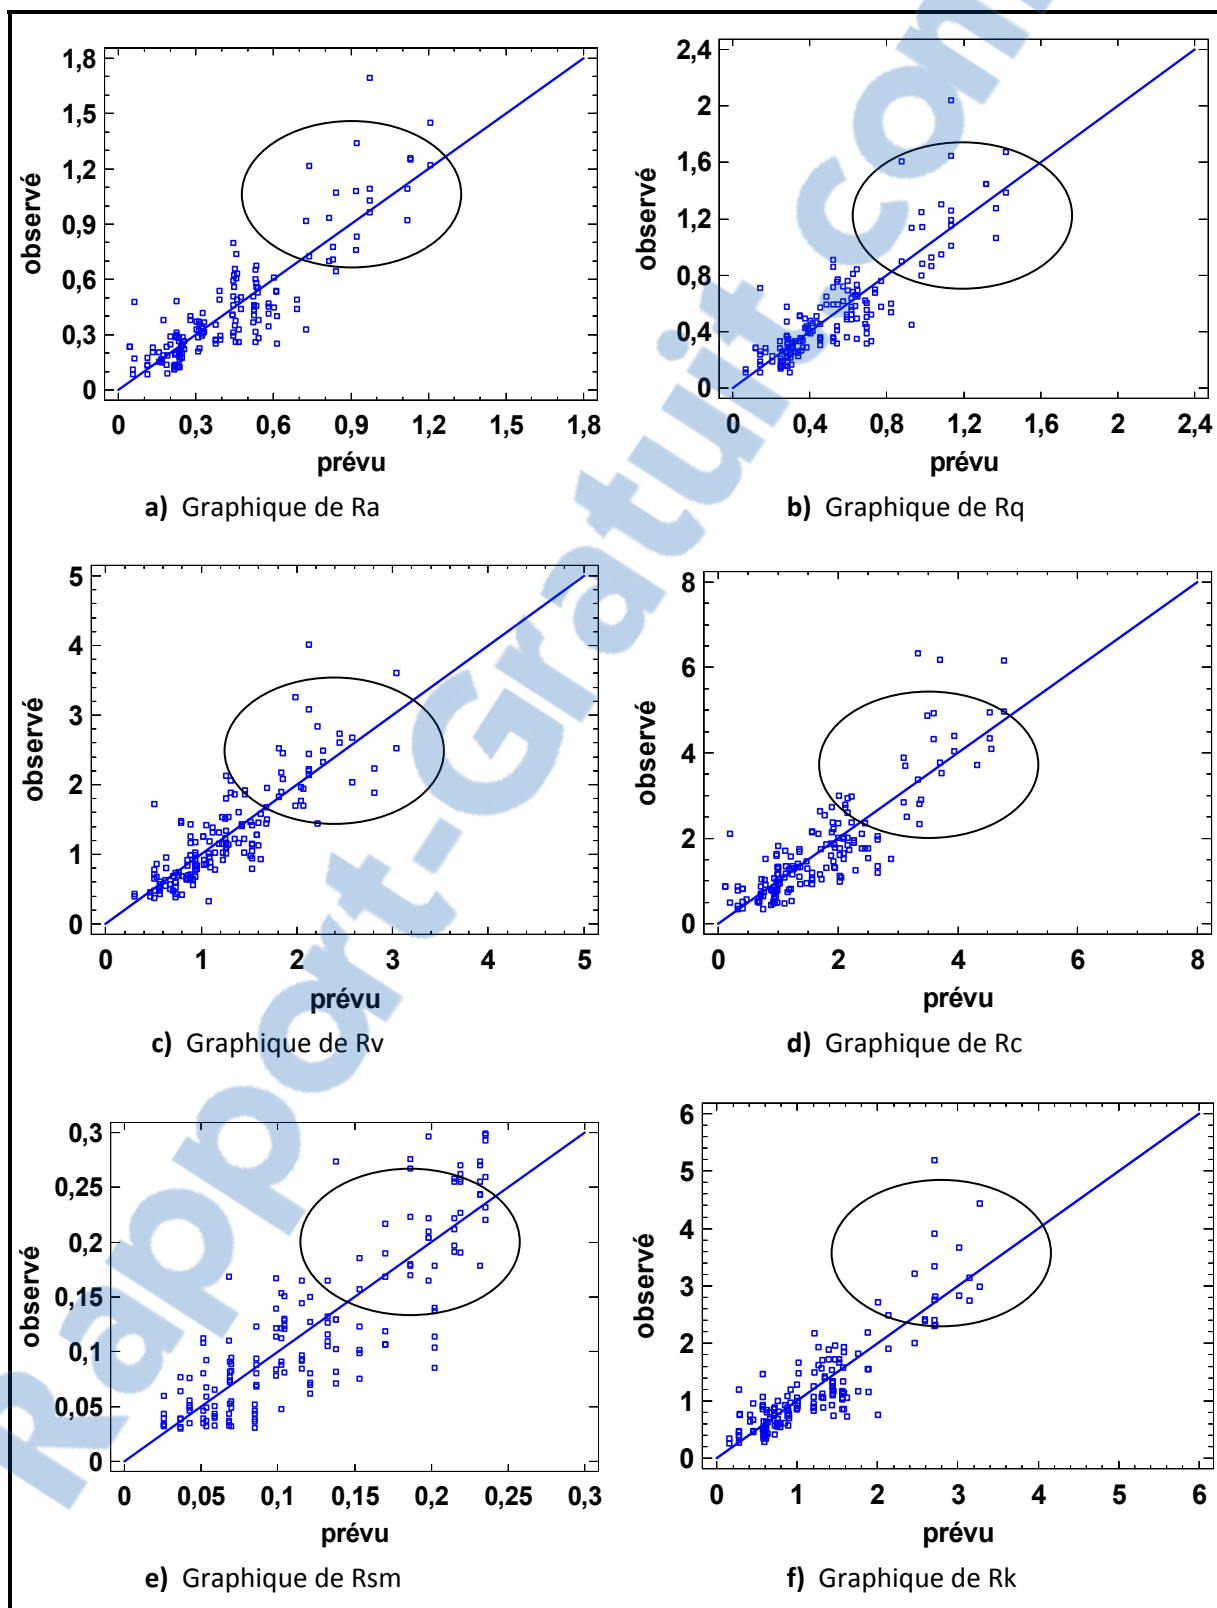 1,8
1,5
1,2
0,9
0,6
0,3
0
observé
0 0,3 0,6 0,9 1,2 1,5 1,8
prévu
a) Graphique de Ra
2,4
2
1,6
1,2
0,8
0,4
0
observé
0 0,4 0,8 1,2 1,6 2 2,4
prévu
b) Graphique de Rq
5
4
3
2
1
0
observé
0 1 2 3 4 5
prévu
c) Graphique de Rv
8
6
4
2
0
observé
0 2 4 6 8
prévu
d) Graphique de Rc
0,3
0,25
0,2
0,15
0,1
0,05
0
observé
0 0,05 0,1 0,15 0,2 0,25 0,3
prévu
e) Graphique de Rsm
6
5
4
3
2
1
0
observé
0 1 2 3 4 5 6
prévu
f) Graphique de Rk
Rapport-Gratuit.com